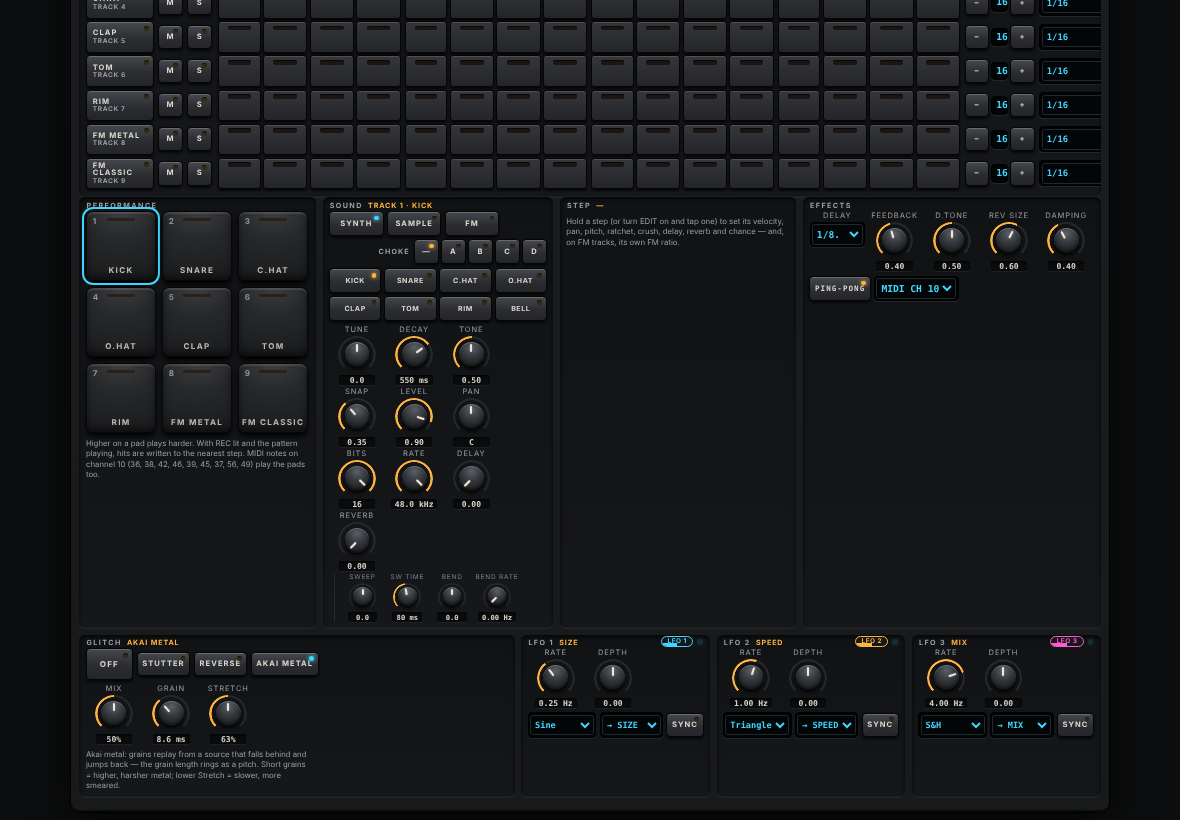 TRACK 4
− 16 + 1/16
CLAP
TRACK 5
M S − 16 + 1/16
TOM
TRACK 6
M S − 16 + 1/16
RIM
TRACK 7
M S − 16 + 1/16
FM METAL
TRACK 8
M S − 16 + 1/16
FM
CLASSIC
TRACK 9
M S − 16 + 1/16
PERFORMANCE
1 2 3
KICK SNARE C.HAT
4 5 6
O.HAT CLAP TOM
7 8 9
RIM FM METAL FM CLASSIC
Higher on a pad plays harder. With REC lit and the pattern
playing, hits are written to the nearest step. MIDI notes on
channel 10 (36, 38, 42, 46, 39, 45, 37, 56, 49) play the pads
too.
SOUND TRACK 1 · KICK
SYNTH SAMPLE FM
CHOKE — A B C D
KICK SNARE C.HAT O.HAT
CLAP TOM RIM BELL
TUNE DECAY TONE
0.0 550 ms 0.50
SNAP LEVEL PAN
0.35 0.90 C
BITS RATE DELAY
16 48.0 kHz 0.00
REVERB
0.00
SWEEP SW TIME BEND BEND RATE
0.0 80 ms 0.0 0.00 Hz
STEP —
Hold a step (or turn EDIT on and tap one) to set its velocity,
pan, pitch, ratchet, crush, delay, reverb and chance — and,
on FM tracks, its own FM ratio.
EFFECTS
DELAY FEEDBACK D.TONE REV SIZE DAMPING
1/8.
0.40 0.50 0.60 0.40
PING-PONG MIDI CH 10
GLITCH AKAI METAL
OFF STUTTER REVERSE AKAI METAL
MIX GRAIN STRETCH
50% 8.6 ms 63%
Akai metal: grains replay from a source that falls behind and
jumps back — the grain length rings as a pitch. Short grains
= higher, harsher metal; lower Stretch = slower, more
smeared.
LFO 1 SIZE LFO 1
RATE DEPTH
0.25 Hz 0.00
Sine → SIZE SYNC
LFO 2 SPEED LFO 2
RATE DEPTH
1.00 Hz 0.00
Triangle → SPEED SYNC
LFO 3 MIX LFO 3
RATE DEPTH
4.00 Hz 0.00
S&H → MIX SYNC